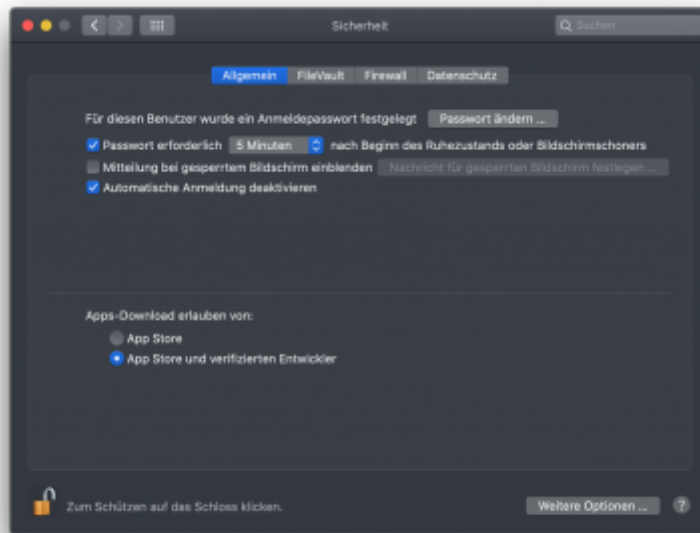 Sicherheit
Suchen
Allgemein FileVault Firewall Datenschutz
Für diesen Benutzer wurde ein Anmeldepasswort festgelegt Passwort ändern ...
Passwort erforderlich 5 Minuten nach Beginn des Ruhezustands oder Bildschirmschoners
Mitteilung bei gesperrtem Bildschirm einblenden Nachricht für gesperrten Bildschirm festlegen ...
Automatische Anmeldung deaktivieren
Apps-Download erlauben von:
App Store
App Store und verifizierten Entwickler
Zum Schützen auf das Schloss klicken.
Weitere Optionen ... ?